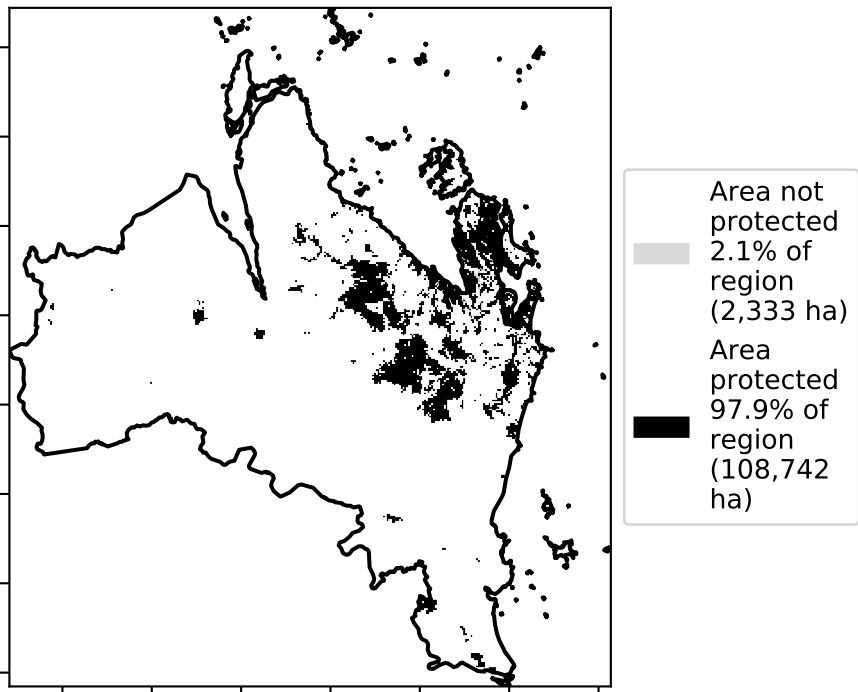 Area not
protected
2.1% of
region
(2,333 ha)
Area
protected
97.9% of
region
(108,742
ha)